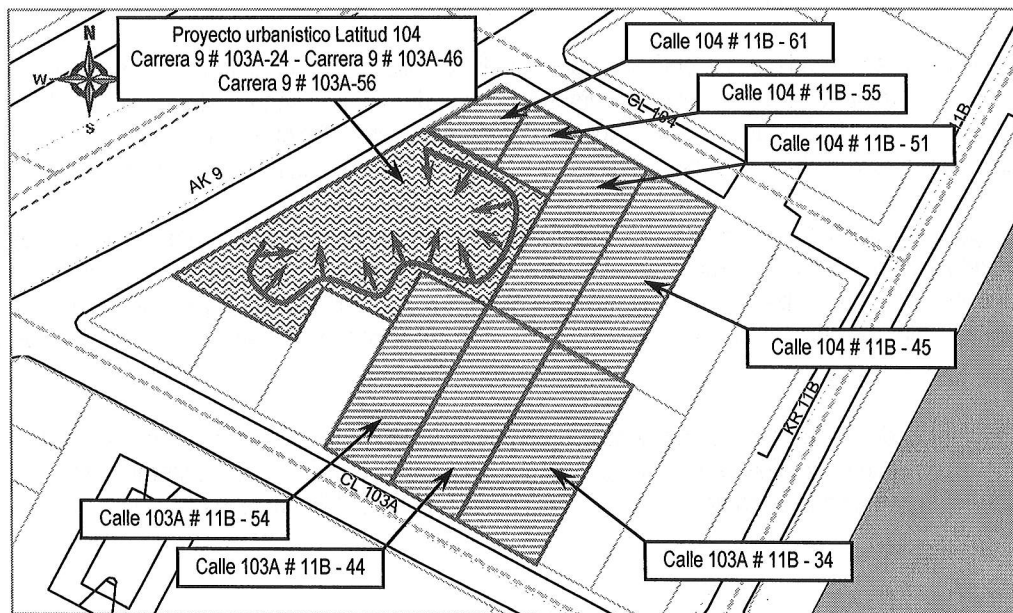 N
W
S
Proyecto urbanístico Latitud 104
Carrera 9 # 103A-24 - Carrera 9 # 103A-46
Carrera 9 # 103A-56
Calle 104 # 11B - 61
Calle 104 # 11B - 55
Calle 104 # 11B - 51
CL 104
11B
AK 9
Calle 104 # 11B - 45
KR 11B
CL 103A
Calle 103A # 11B - 54
Calle 103A # 11B - 44
Calle 103A # 11B - 34